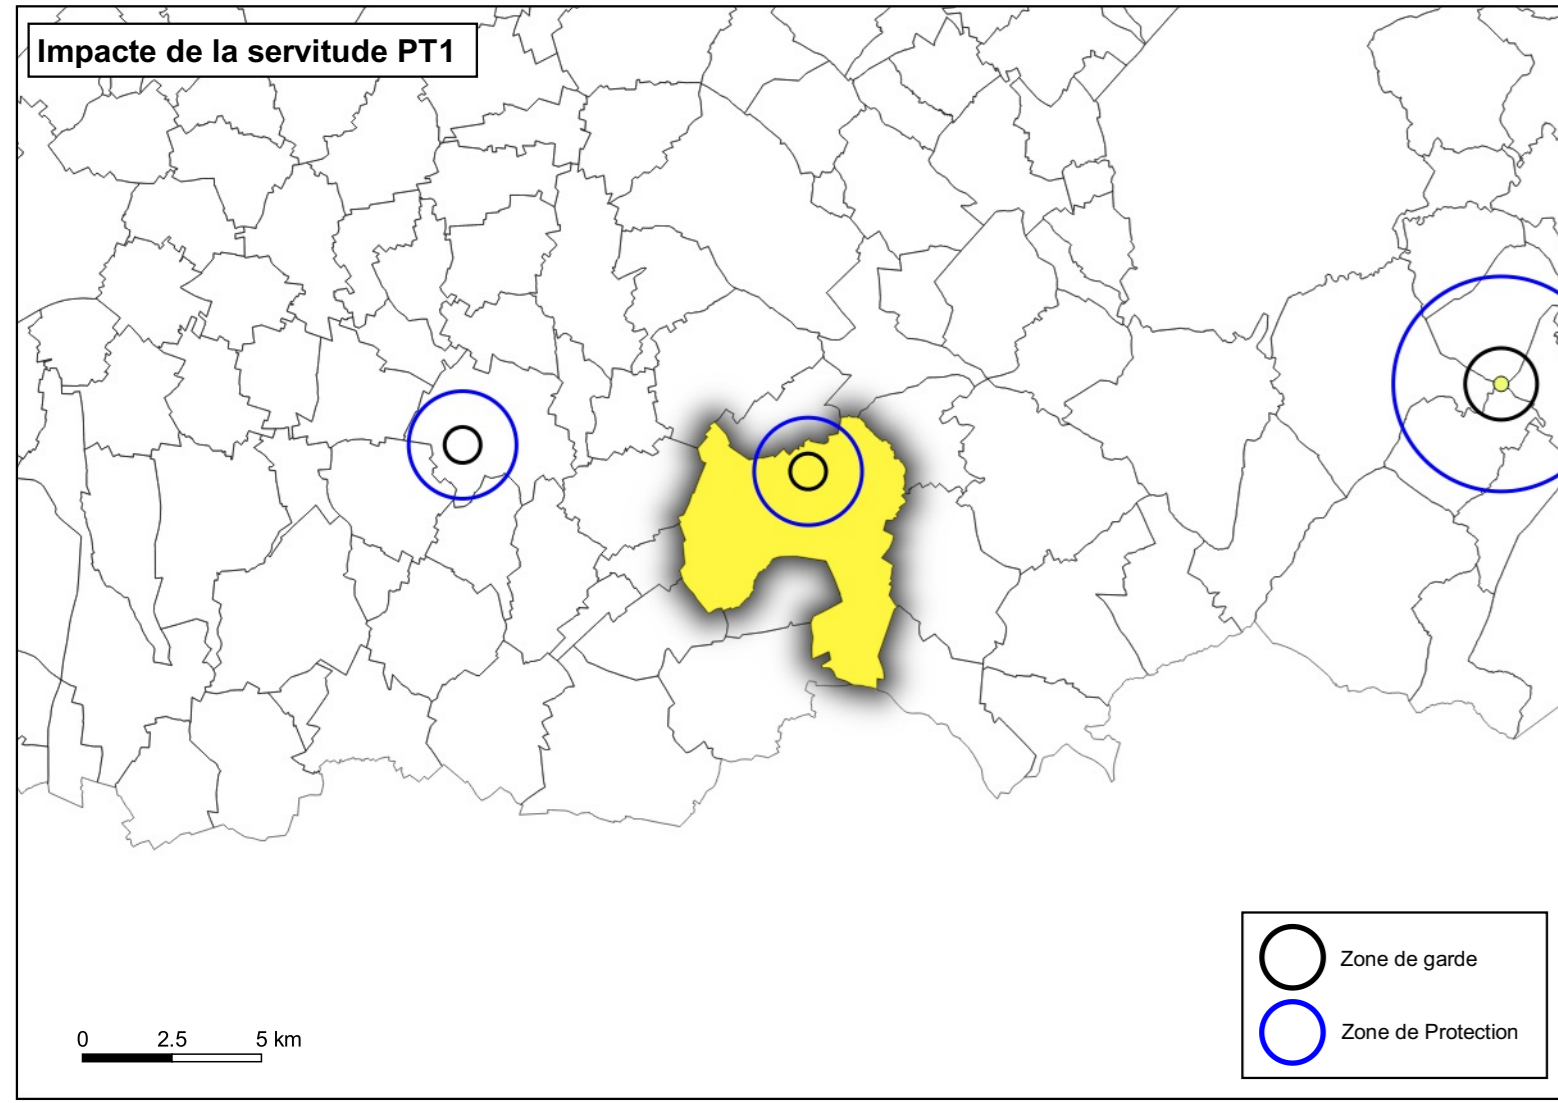 Impacte de la servitude PT1
Zone de garde
Zone de Protection
0 2.5 5 km